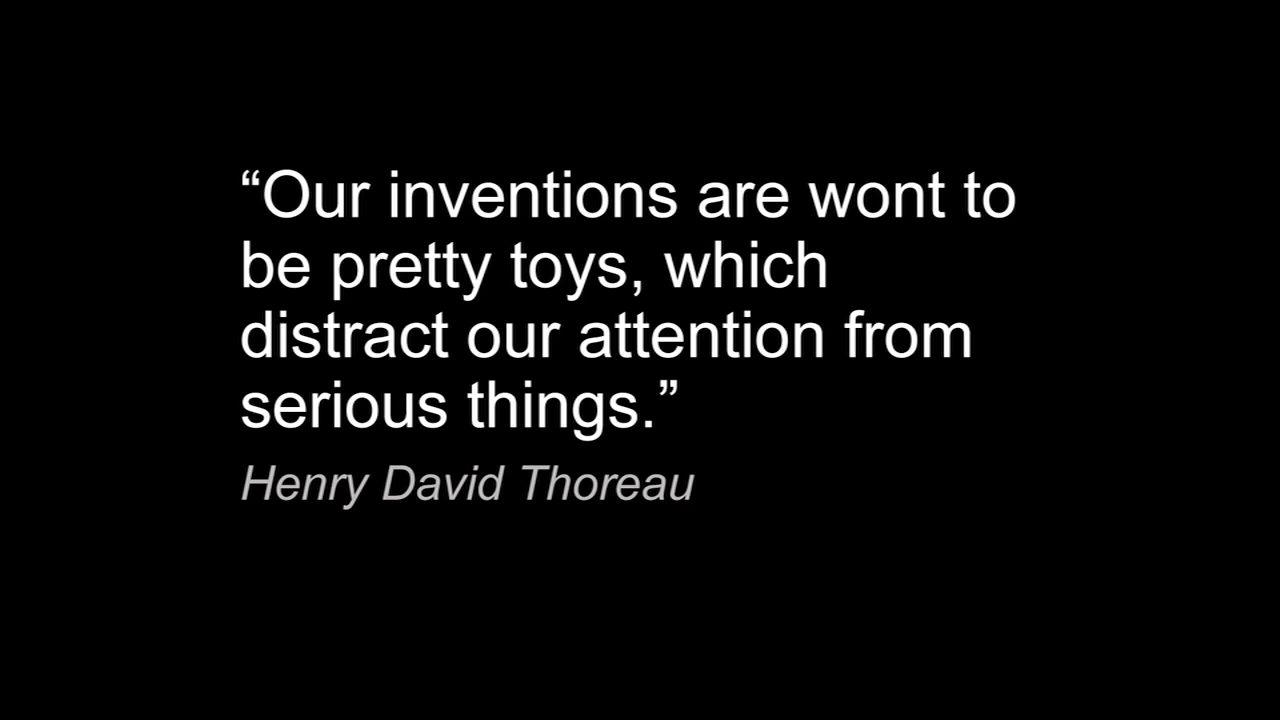 “Our inventions are wont to
be pretty toys, which
distract our attention from
serious things.”
Henry David Thoreau